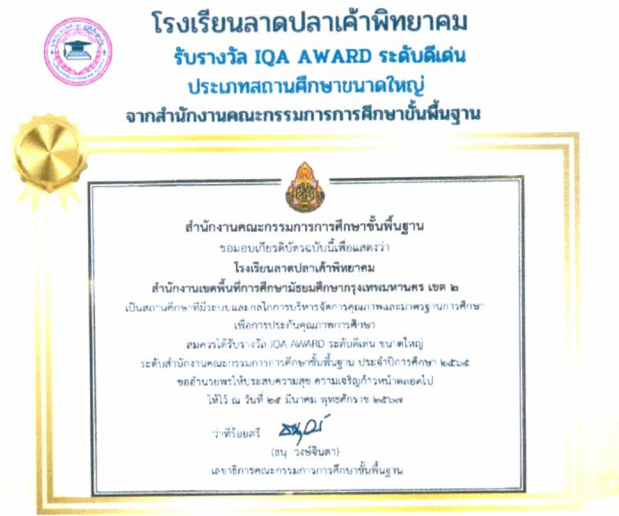 โรงเรียนลาดปลาเค้าพิทยาคม
รับรางวัล IQA AWARD ระดับดีเด่น
ประเภทสถานศึกษาขนาดใหญ่
จากสำนักงานคณะกรรมการการศึกษาขั้นพื้นฐาน
สำนักงานคณะกรรมการการศึกษาขั้นพื้นฐาน
ขอมอบเกียรติบัตรฉบับนี้เพื่อแสดงว่า
โรงเรียนลาดปลาเค้าพิทยาคม
สำนักงานเขตพื้นที่การศึกษามัธยมศึกษากรุงเทพมหานคร เขต ๒
เป็นสถานศึกษาที่มีระบบและกลไกการบริหารจัดการคุณภาพและมาตรฐานการศึกษา
เพื่อการประกันคุณภาพการศึกษา
สมควรได้รับรางวัล IQA AWARD ระดับดีเด่น ขนาดใหญ่
ระดับสำนักงานคณะกรรมการการศึกษาขั้นพื้นฐาน ประจำปีการศึกษา
ขออำนวยพรให้ประสบความสุข ความเจริญก้าวหน้าตลอดไป
ให้ไว้ ณ วันที่ ๒๕ มีนาคม พุทธศักราช ๒๕๖๗
ว่าที่ร้อยตรี
(ธนุ วงษ์จินดา)
เลขาธิการคณะกรรมการการศึกษาขั้นพื้นฐาน